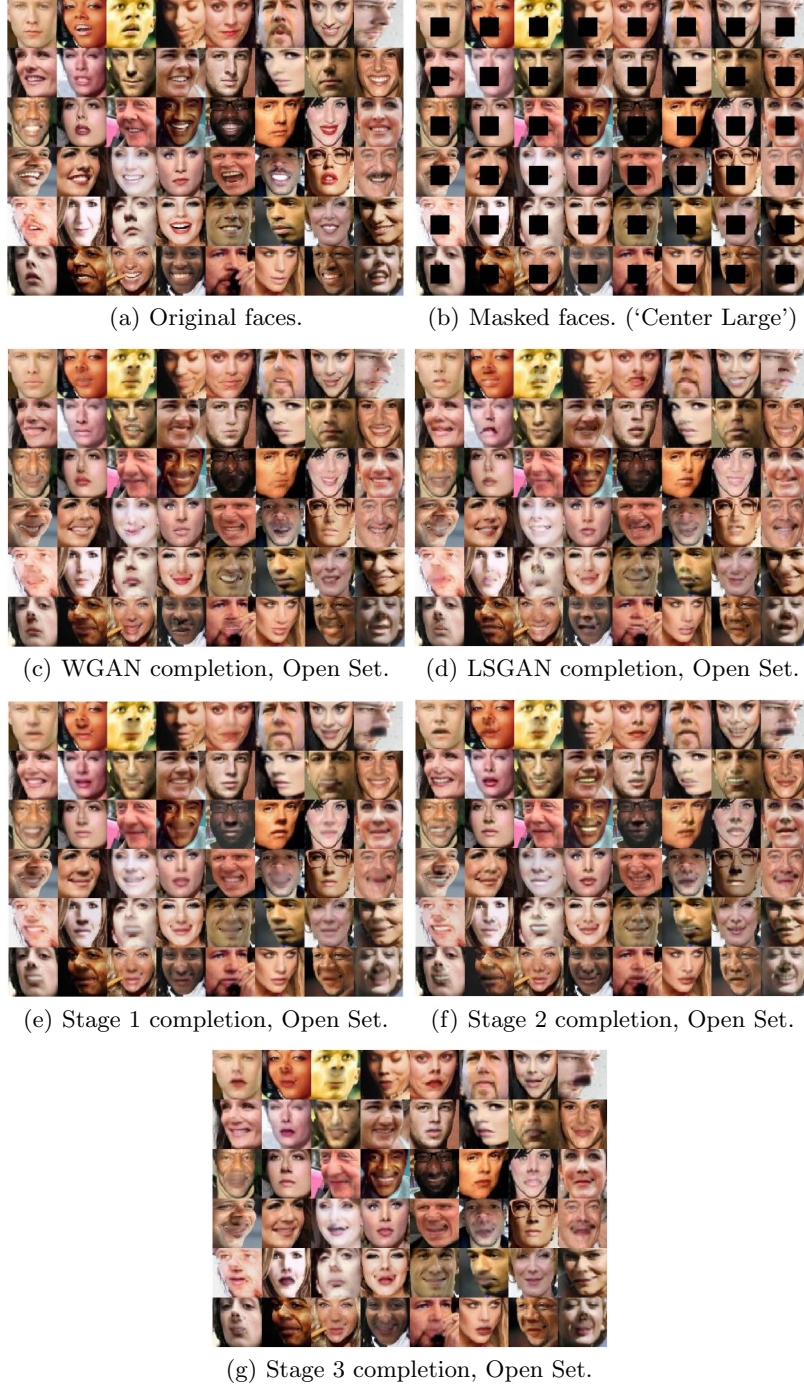 (a) Original faces.
(b) Masked faces. (‘Center Large’)
(c) WGAN completion, Open Set.
(d) LSGAN completion, Open Set.
(e) Stage 1 completion, Open Set.
(f) Stage 2 completion, Open Set.
(g) Stage 3 completion, Open Set.